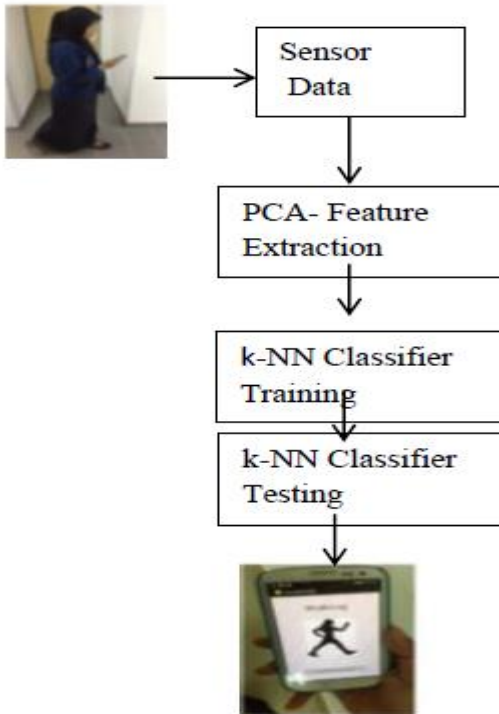 Sensor
Data
PCA- Feature
Extraction
k-NN Classifier
Training
k-NN Classifier
Testing